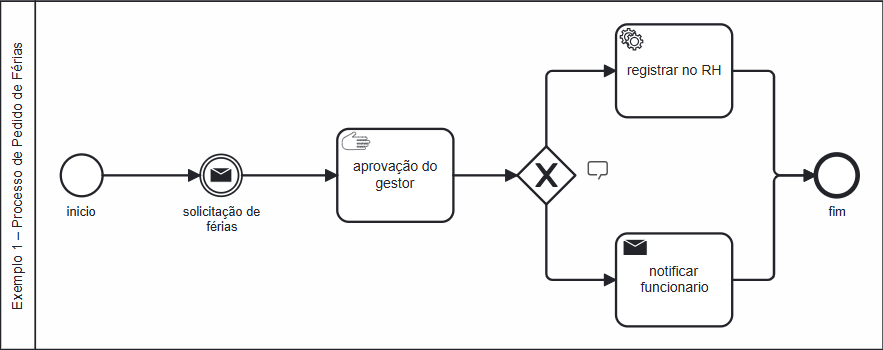 Exemplo 1 – Processo de Pedido de Férias
inicio
solicitação de
férias
aprovação do
gestor
registrar no RH
notificar
funcionario
fim